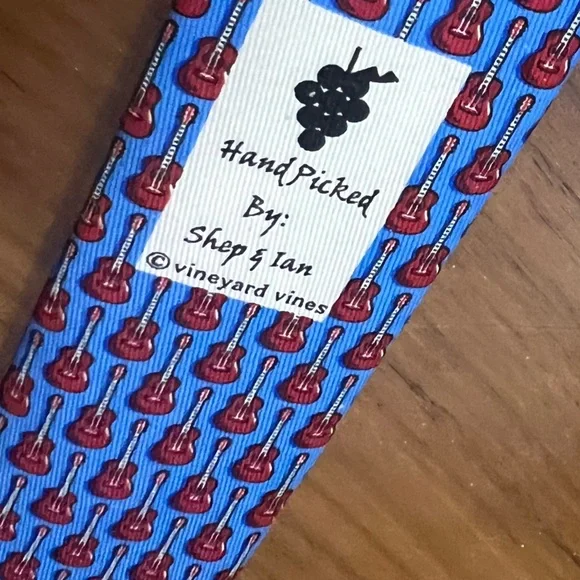 Hand Picked
By:
Shep & Ian
© vineyard vines